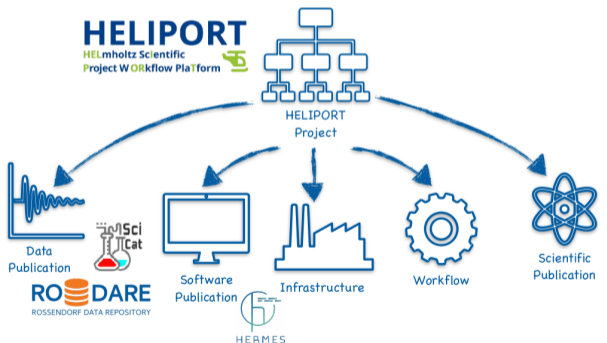 HELIPORT
HELmholtz ScIentific
Project WORkflow PlaTform
HELIPORT
Project
Data
Publication
Sci
Cat
RODARE
ROSSENDORF DATA REPOSITORY
Software
Publication
HERMES
Infrastructure
Workflow
Scientific
Publication